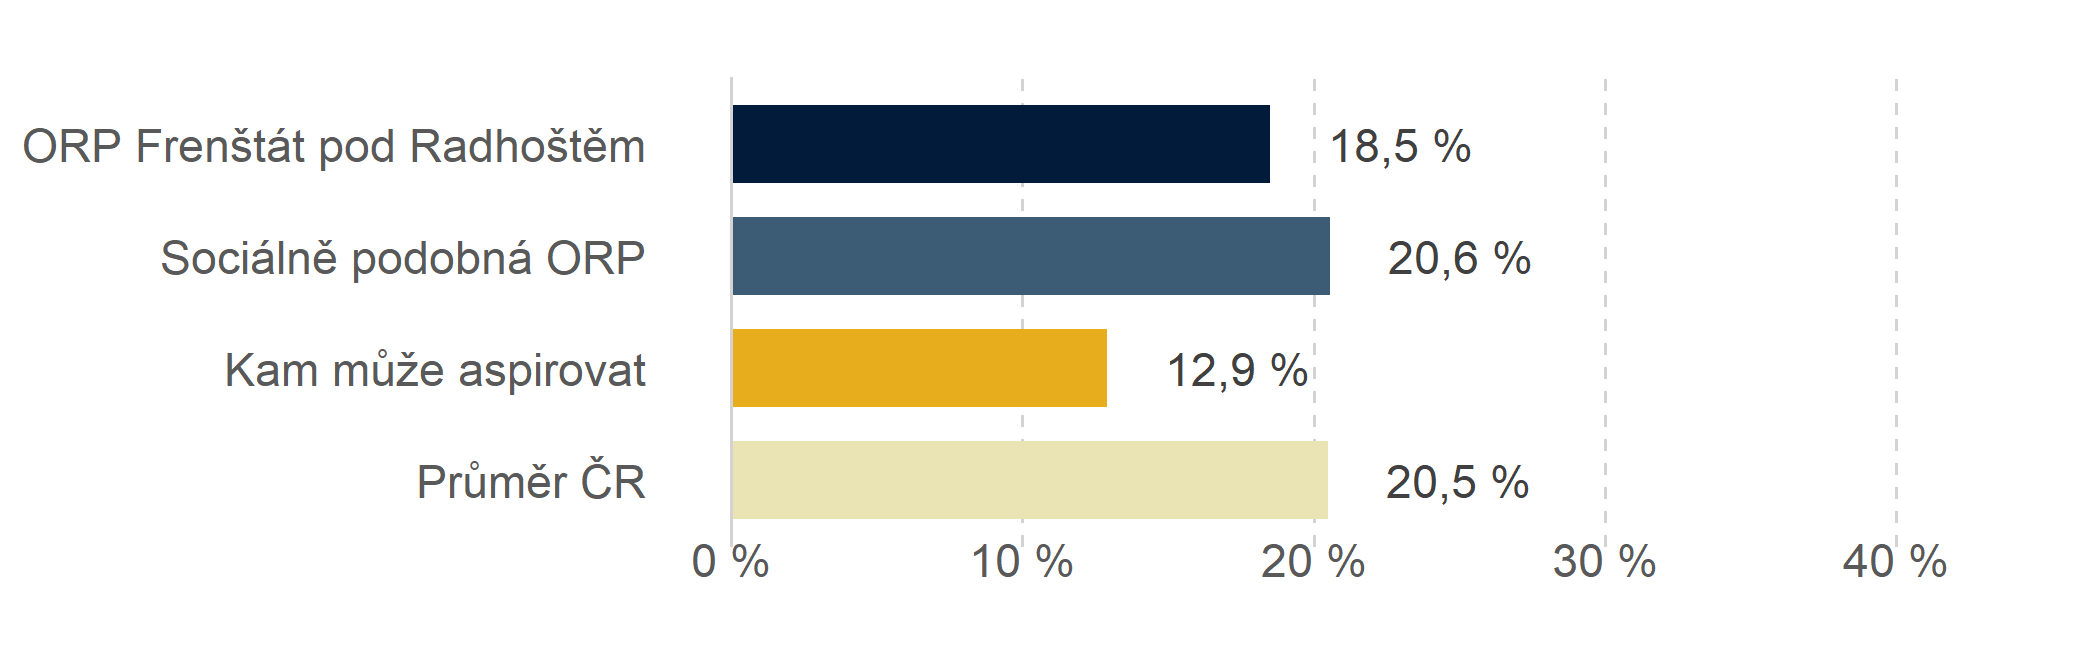 ORP Frenštát pod Radhoštěm
18,5 %
Sociálně podobná ORP
20,6 %
Kam může aspirovat
12,9 %
Průměr ČR
20,5 %
0 %
10 %
20 %
30 %
40 %